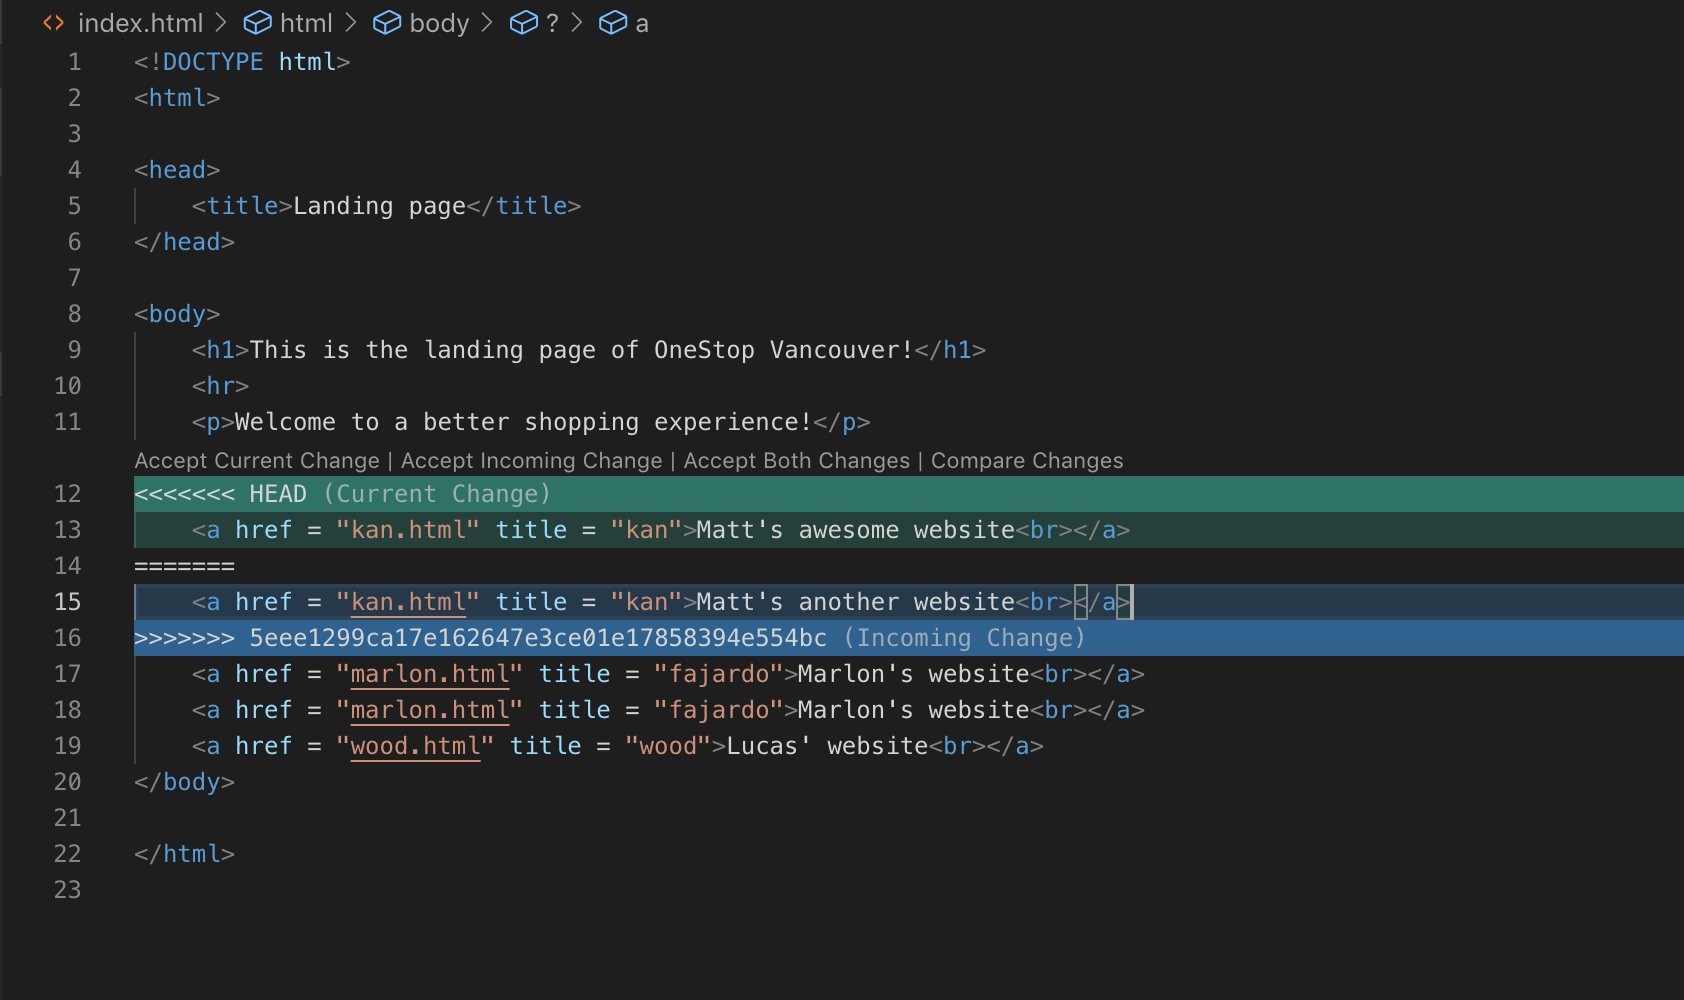 <> index.html > html > body > ? > a
1 <!DOCTYPE html>
2 <html>
3
4 <head>
5     <title>Landing page</title>
6 </head>
7
8 <body>
9     <h1>This is the landing page of OneStop Vancouver!</h1>
10     <hr>
11     <p>Welcome to a better shopping experience!</p>
Accept Current Change | Accept Incoming Change | Accept Both Changes | Compare Changes
12 <<<<<<< HEAD (Current Change)
13     <a href = "kan.html" title = "kan">Matt's awesome website<br></a>
14 =======
15     <a href = "kan.html" title = "kan">Matt's another website<br></a>
16 >>>>>>> 5eee1299ca17e162647e3ce01e17858394e554bc (Incoming Change)
17     <a href = "marlon.html" title = "fajardo">Marlon's website<br></a>
18     <a href = "marlon.html" title = "fajardo">Marlon's website<br></a>
19     <a href = "wood.html" title = "wood">Lucas' website<br></a>
20 </body>
21
22 </html>
23